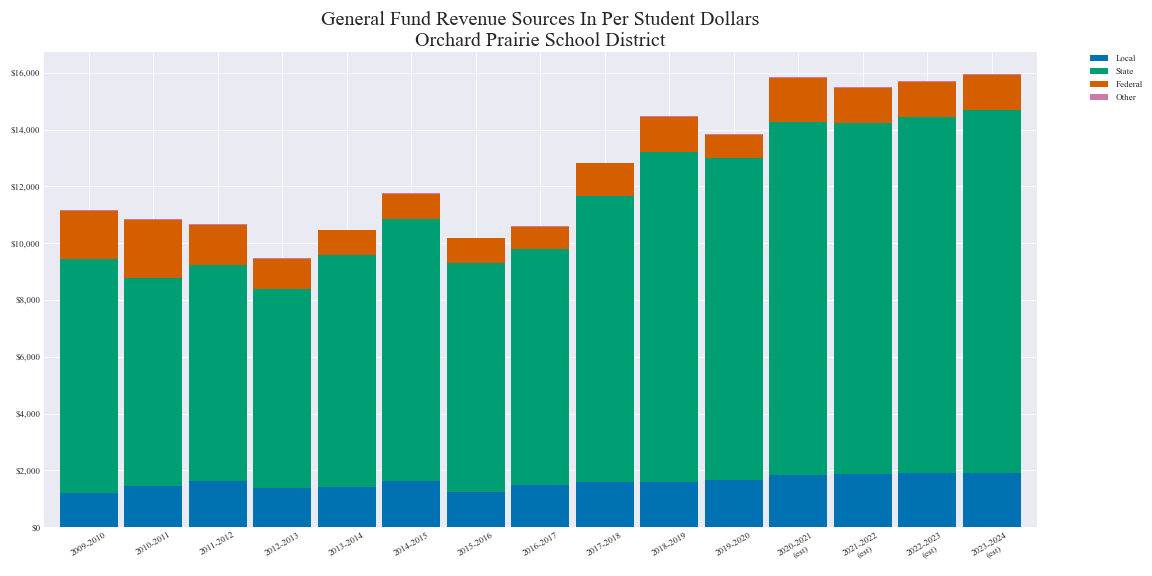 General Fund Revenue Sources In Per Student Dollars
Orchard Prairie School District
Local
State
Federal
Other
$16,000
$14,000
$12,000
$10,000
$8,000
$6,000
$4,000
$2,000
$0
2009-2010
2010-2011
2011-2012
2012-2013
2013-2014
2014-2015
2015-2016
2016-2017
2017-2018
2018-2019
2019-2020
2020-2021
(est)
2021-2022
(est)
2022-2023
(est)
2023-2024
(est)